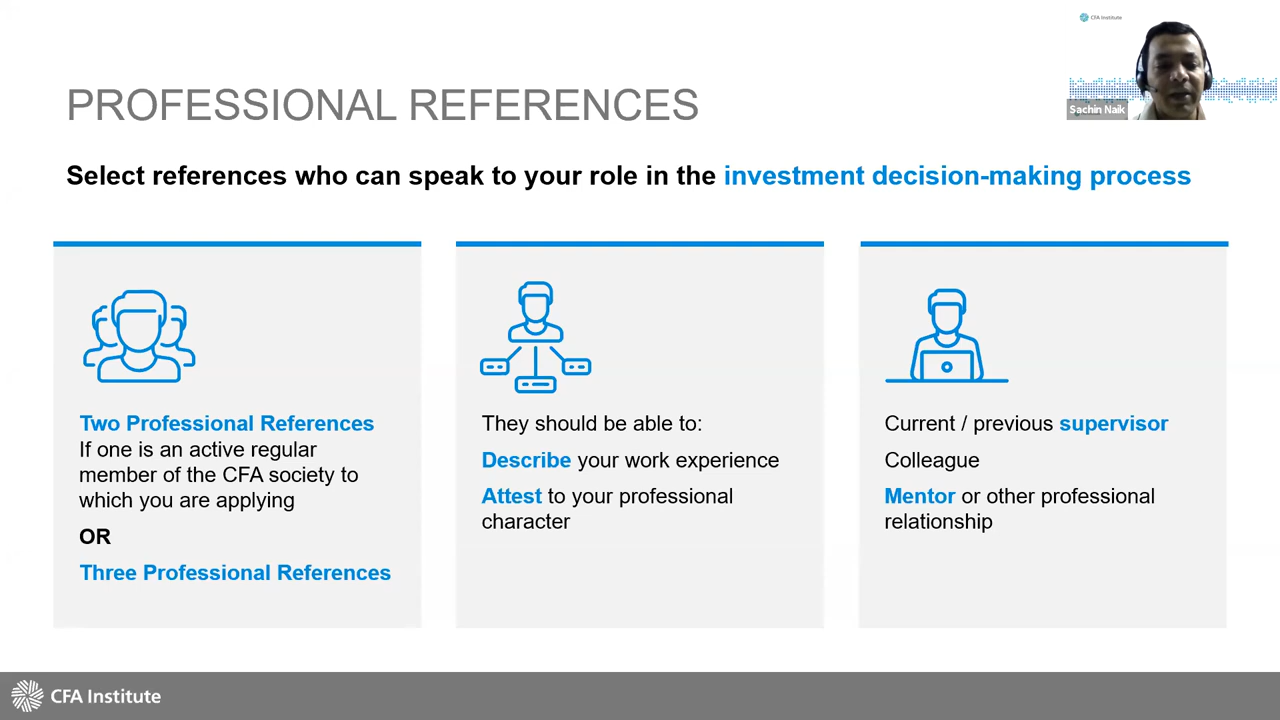 CFA Institute
Sachin Naik
PROFESSIONAL REFERENCES
Select references who can speak to your role in the investment decision-making process
Two Professional References
If one is an active regular
member of the CFA society to
which you are applying
OR
Three Professional References
They should be able to:
Describe your work experience
Attest to your professional
character
Current / previous supervisor
Colleague
Mentor or other professional
relationship
CFA Institute